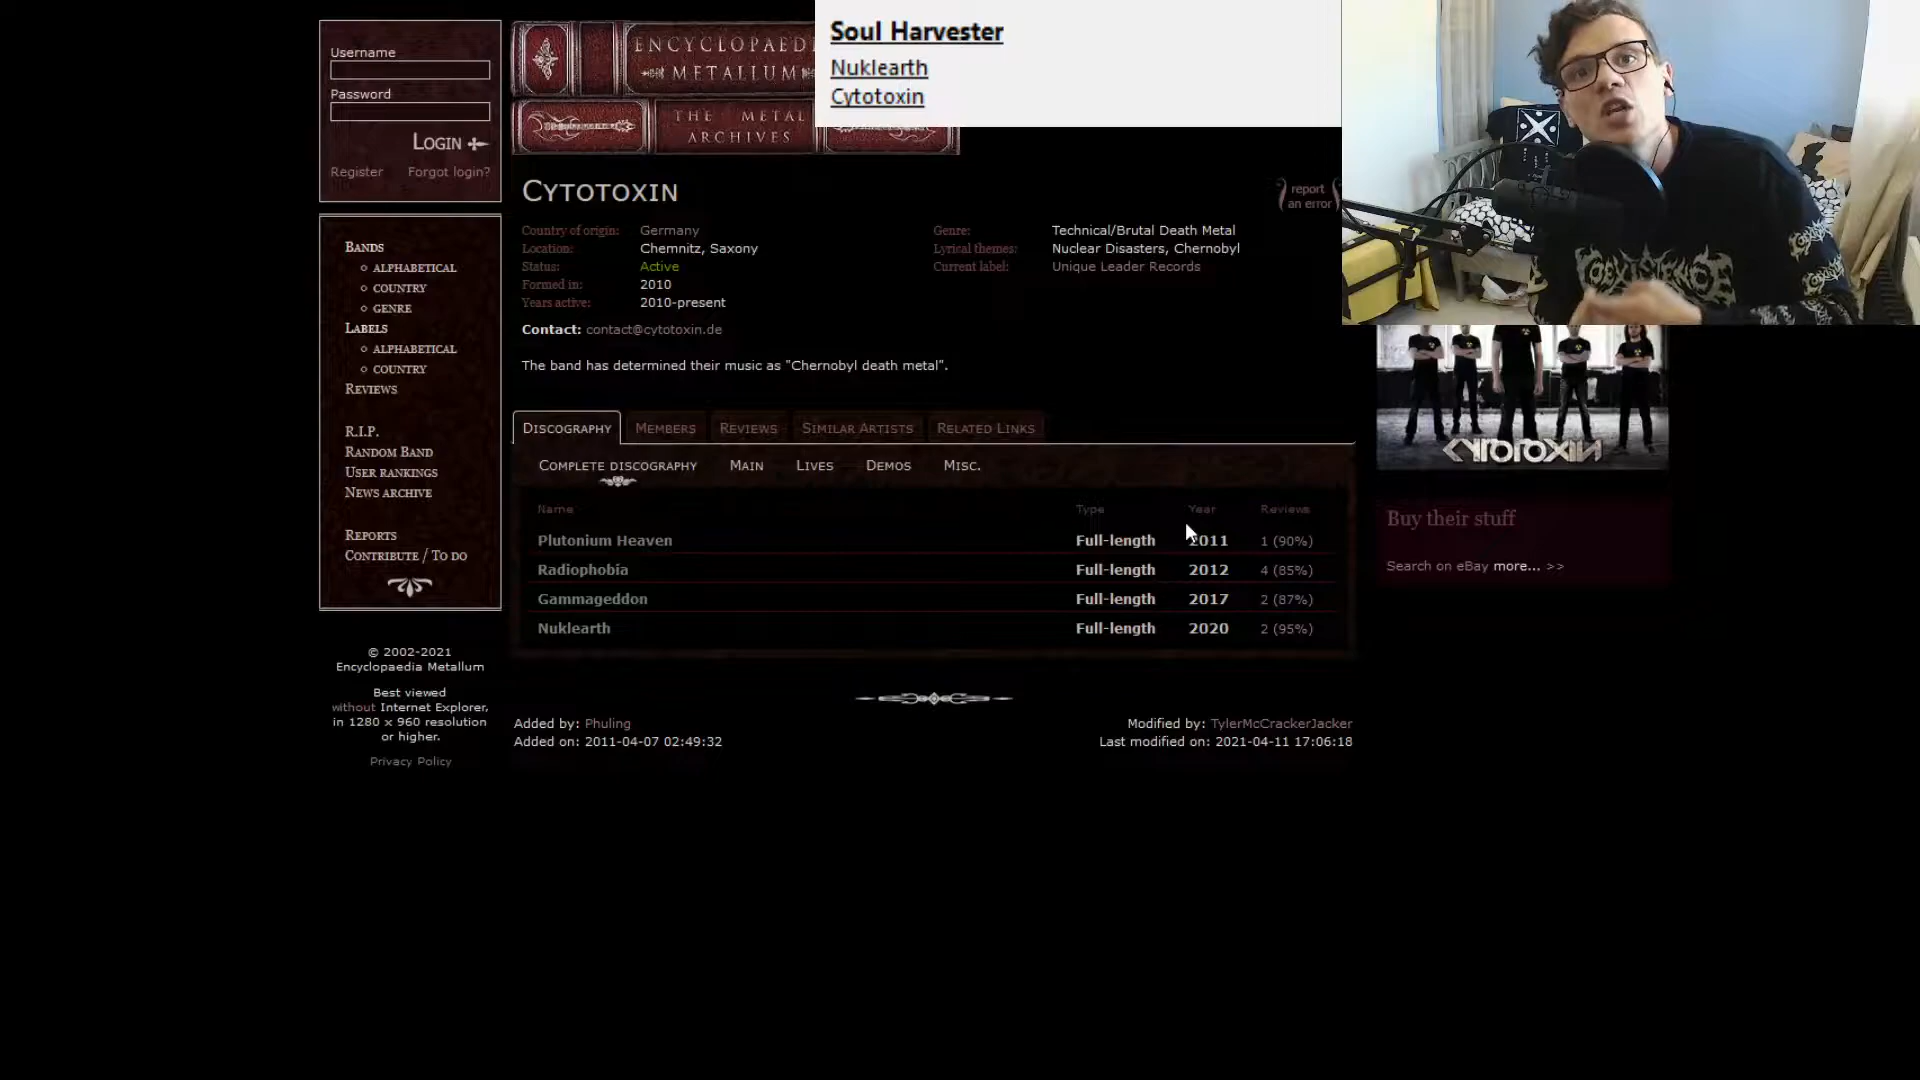 Username
Password
LOGIN
Register Forgot login?
BANDS
ALPHABETICAL
COUNTRY
GENRE
LABELS
ALPHABETICAL
COUNTRY
REVIEWS
R.I.P.
RANDOM BAND
USER RANKINGS
NEWS ARCHIVE
REPORTS
CONTRIBUTE / TO DO
© 2002-2021
Encyclopaedia Metallum
Best viewed
without Internet Explorer,
in 1280 x 960 resolution
or higher.
Privacy Policy
ENCYCLOPAEDI
METALLUM
THE METAL
ARCHIVES
Soul Harvester
Nuklearth
Cytotoxin
CYTOTOXIN
report
an error
Country of origin: Germany
Location: Chemnitz, Saxony
Status: Active
Formed in: 2010
Years active: 2010-present
Genre: Technical/Brutal Death Metal
Lyrical themes: Nuclear Disasters, Chernobyl
Current label: Unique Leader Records
Contact: contact@cytotoxin.de
The band has determined their music as "Chernobyl death metal".
DISCOGRAPHY MEMBERS REVIEWS SIMILAR ARTISTS RELATED LINKS
COMPLETE DISCOGRAPHY MAIN LIVES DEMOS MISC.
Name Type Year Reviews
Plutonium Heaven Full-length 2011 1 (90%)
Radiophobia Full-length 2012 4 (85%)
Gammageddon Full-length 2017 2 (87%)
Nuklearth Full-length 2020 2 (95%)
Added by: Phuling
Added on: 2011-04-07 02:49:32
Modified by: TylerMcCrackerJacker
Last modified on: 2021-04-11 17:06:18
CYTOTOXIN
Buy their stuff
Search on eBay more... >>